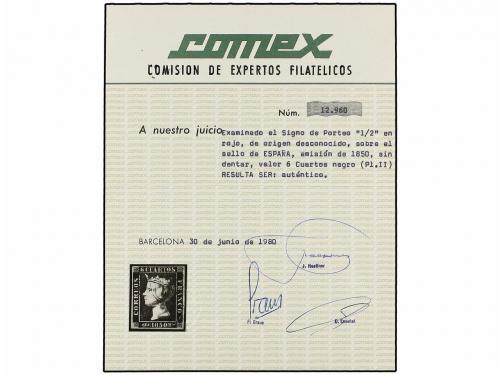 comex
COMISION DE EXPERTOS FILATELICOS
Núm. 12.960
A nuestro juicio Examinado el Signo de Porteo "1/2" en
rojo, de origen desconocido, sobre el
sello de ESPAÑA, emisión de 1850, sin
dentar, valor 6 Cuartos negro (Pl.II)
RESULTA SER: auténtico.
BARCELONA 30 de junio de 1980
CORREOS 6 CUARTOS FRANCO
1850